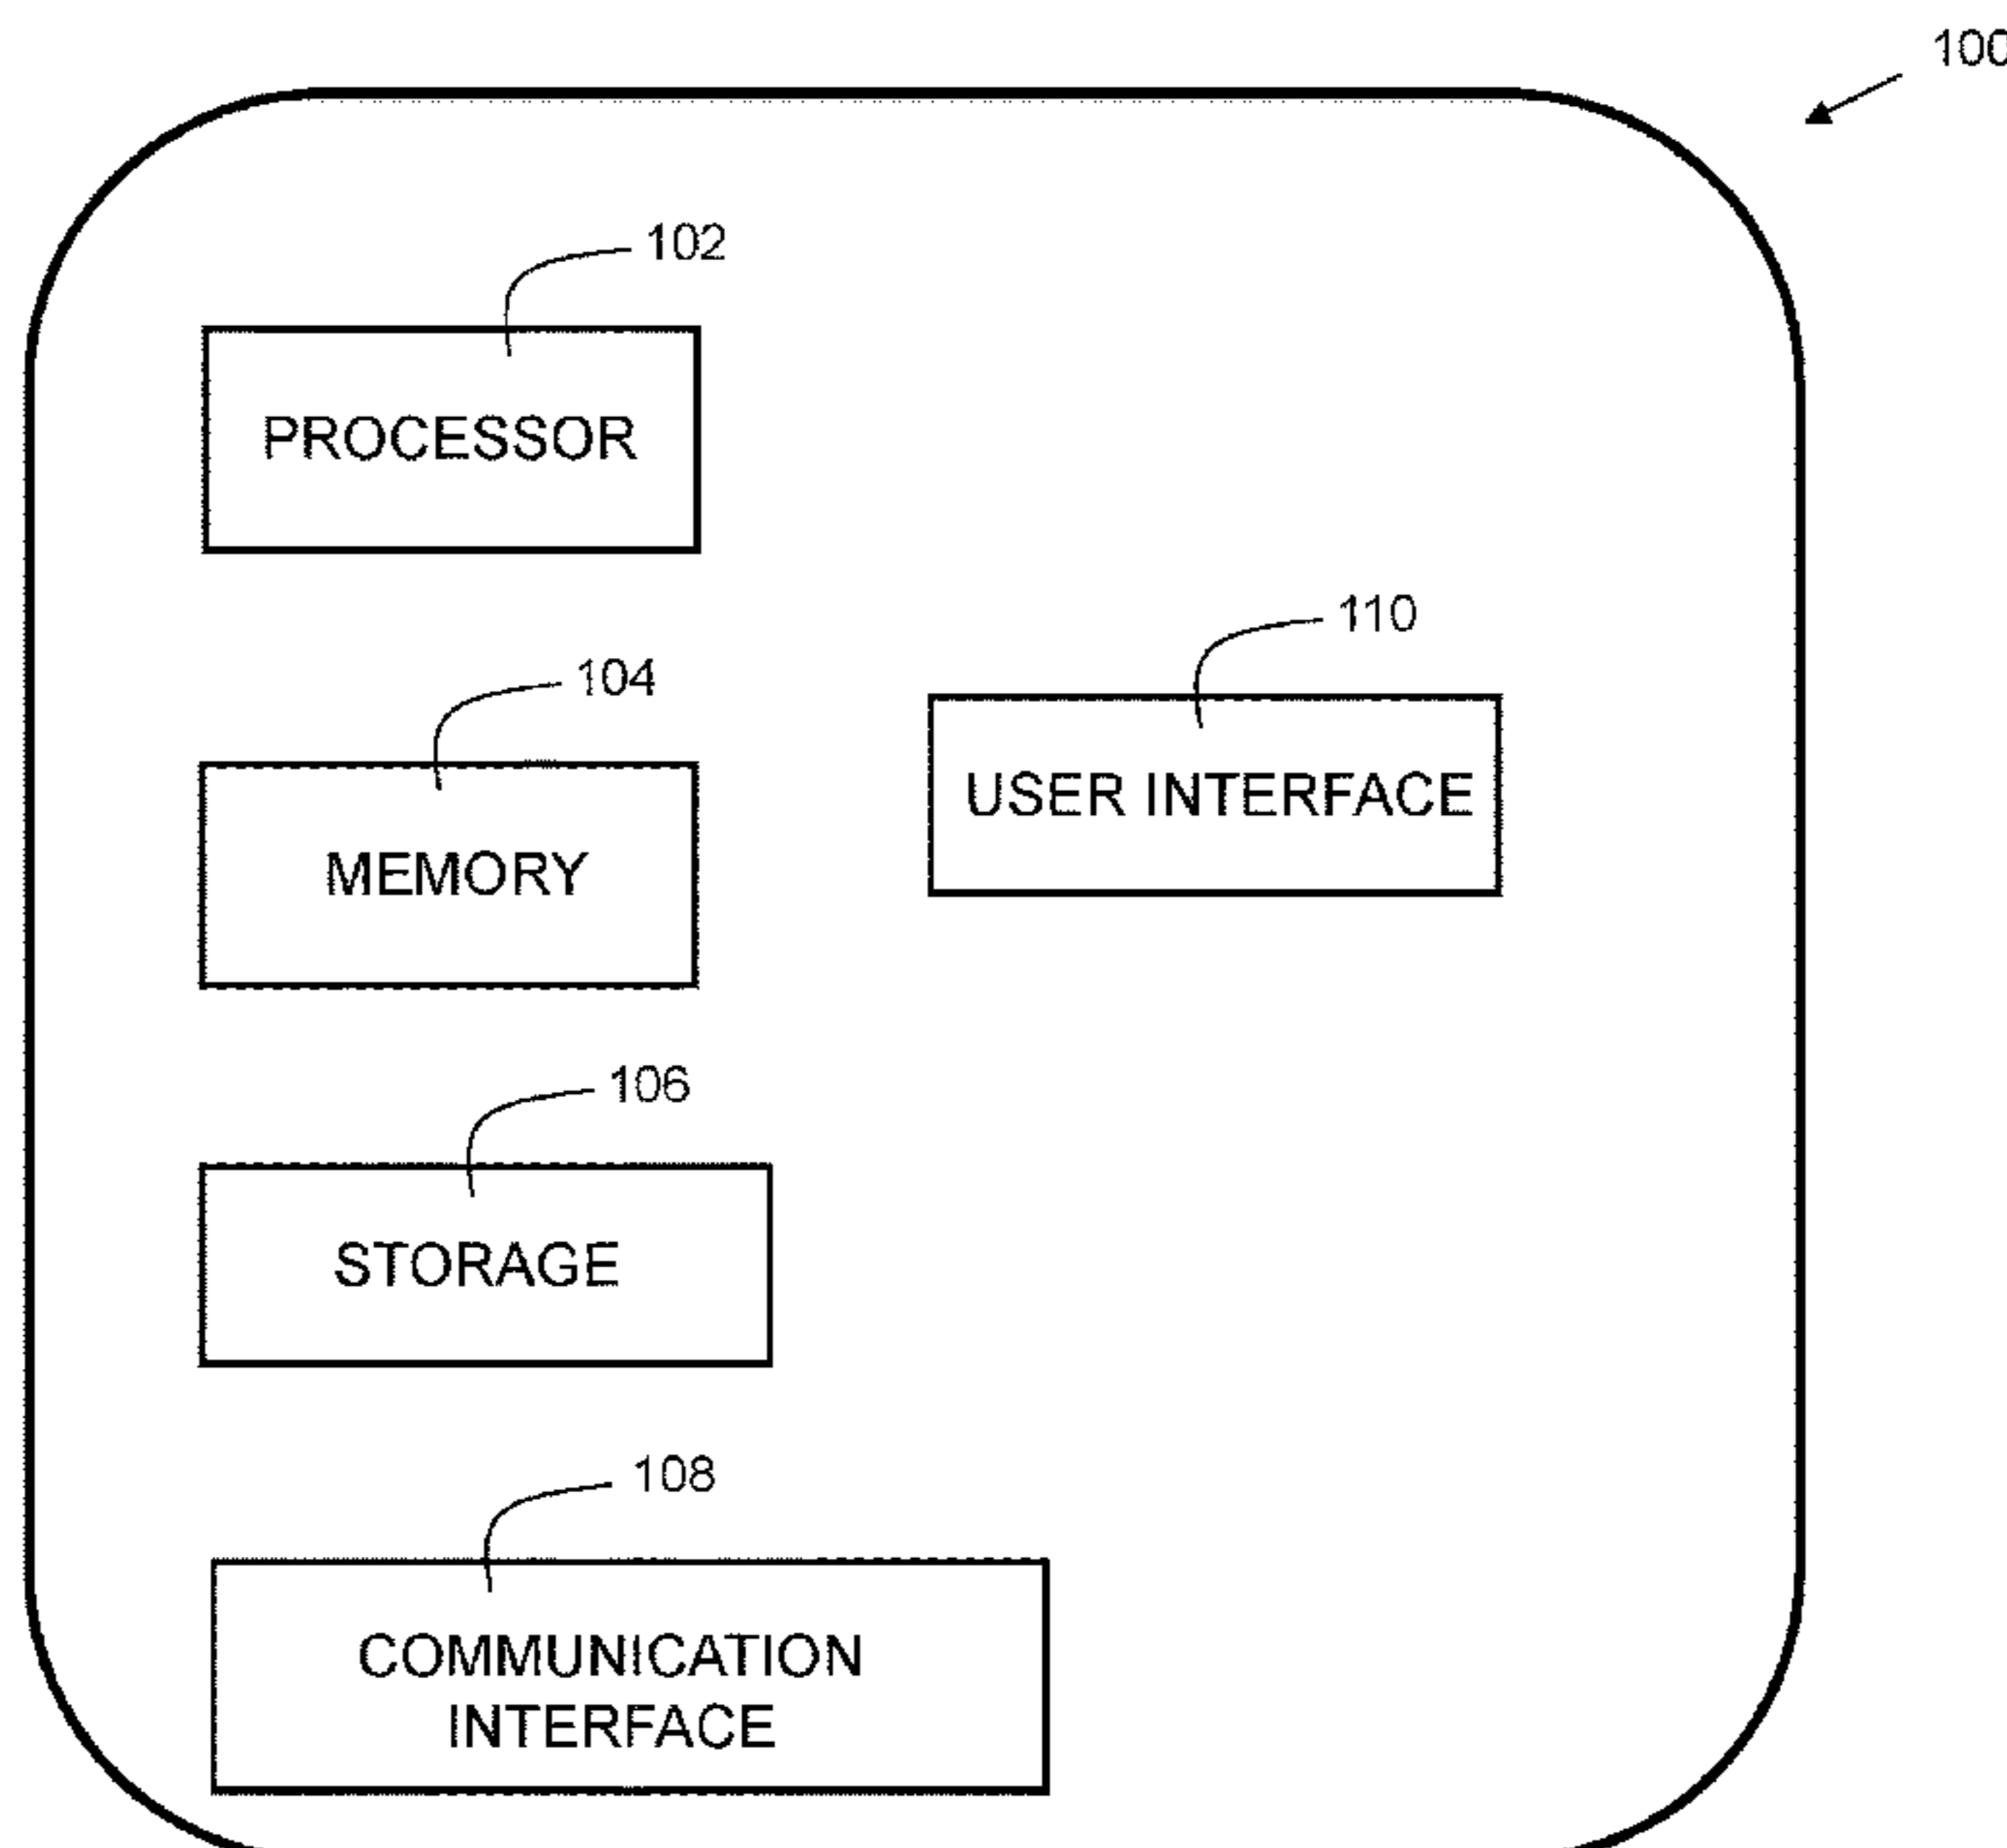 100
102
PROCESSOR
110
104
USER INTERFACE
MEMORY
106
STORAGE
108
COMMUNICATION
INTERFACE